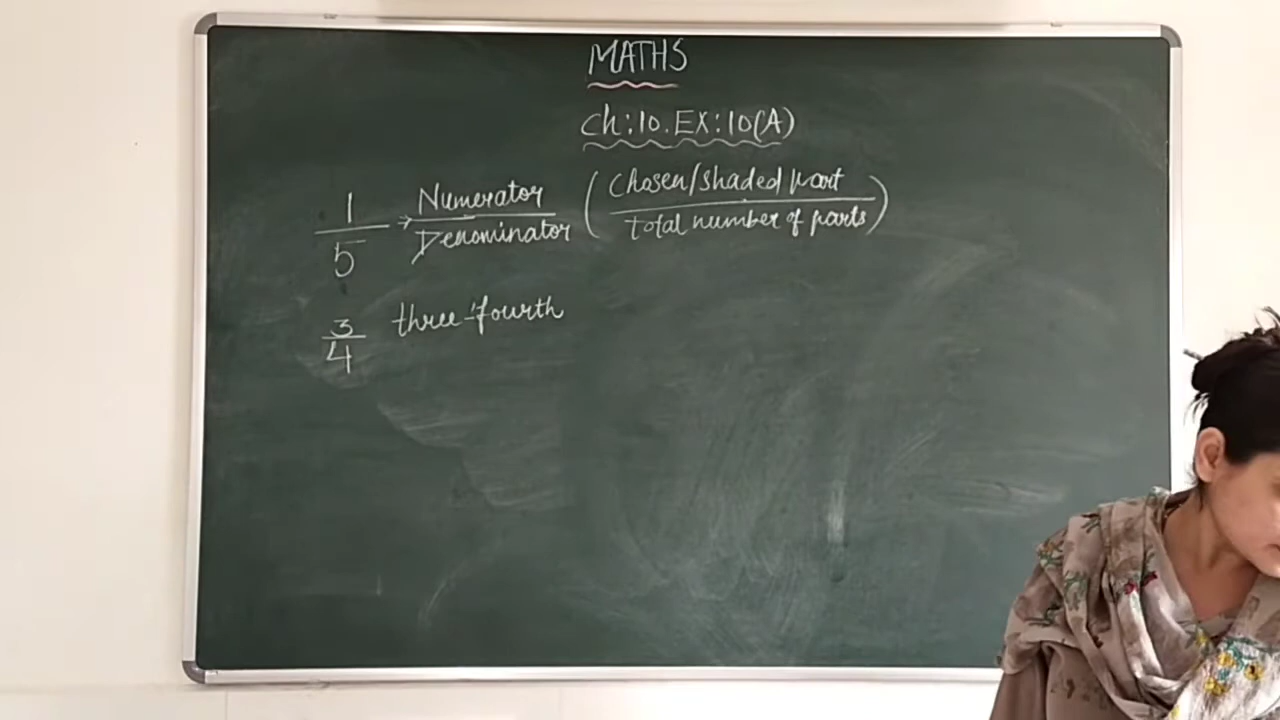 MATHS
Ch:10. EX:10(A)
1/5 → Numerator/Denominator (Chosen/shaded part/Total number of parts)
3/4 three-fourth